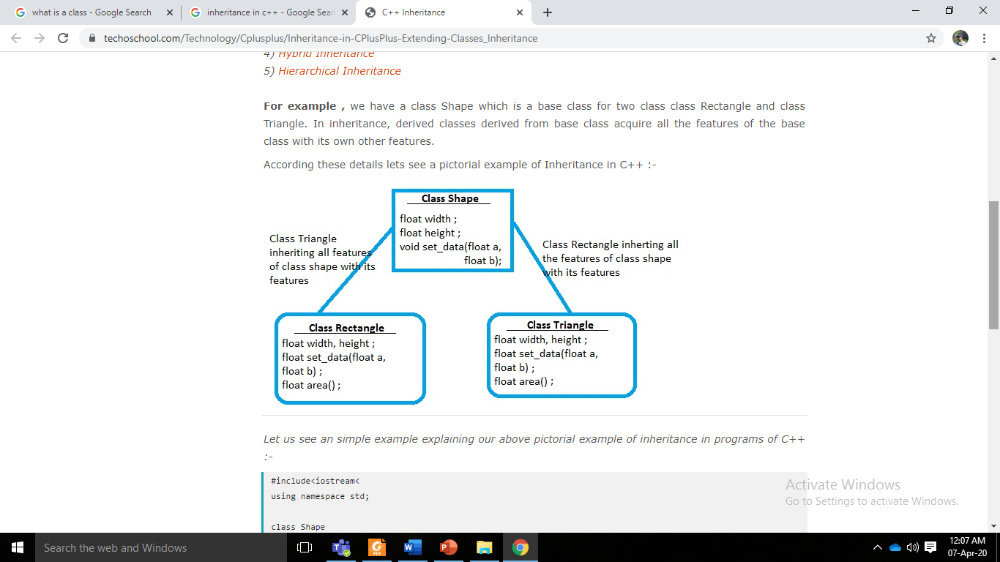 what is a class - Google Search
inheritance in c++ - Google Sear
C++ Inheritance
techoschool.com/Technology/Cplusplus/Inheritance-in-CPlusPlus-Extending-Classes_Inheritance
4) Hybrid Inheritance
5) Hierarchical Inheritance
For example , we have a class Shape which is a base class for two class class Rectangle and class
Triangle. In inheritance, derived classes derived from base class acquire all the features of the base
class with its own other features.
According these details lets see a pictorial example of Inheritance in C++ :-
Class Shape
float width ;
float height ;
void set_data(float a,
float b);
Class Triangle
inheriting all features
of class shape with its
features
Class Rectangle inherting all
the features of class shape
with its features
Class Rectangle
float width, height ;
float set_data(float a,
float b) ;
float area() ;
Class Triangle
float width, height ;
float set_data(float a,
float b) ;
float area() ;
Let us see an simple example explaining our above pictorial example of inheritance in programs of C++
:-
#include<iostream<
using namespace std;
class Shape
Activate Windows
Go to Settings to activate Windows.
Search the web and Windows
12:07 AM
07-Apr-20